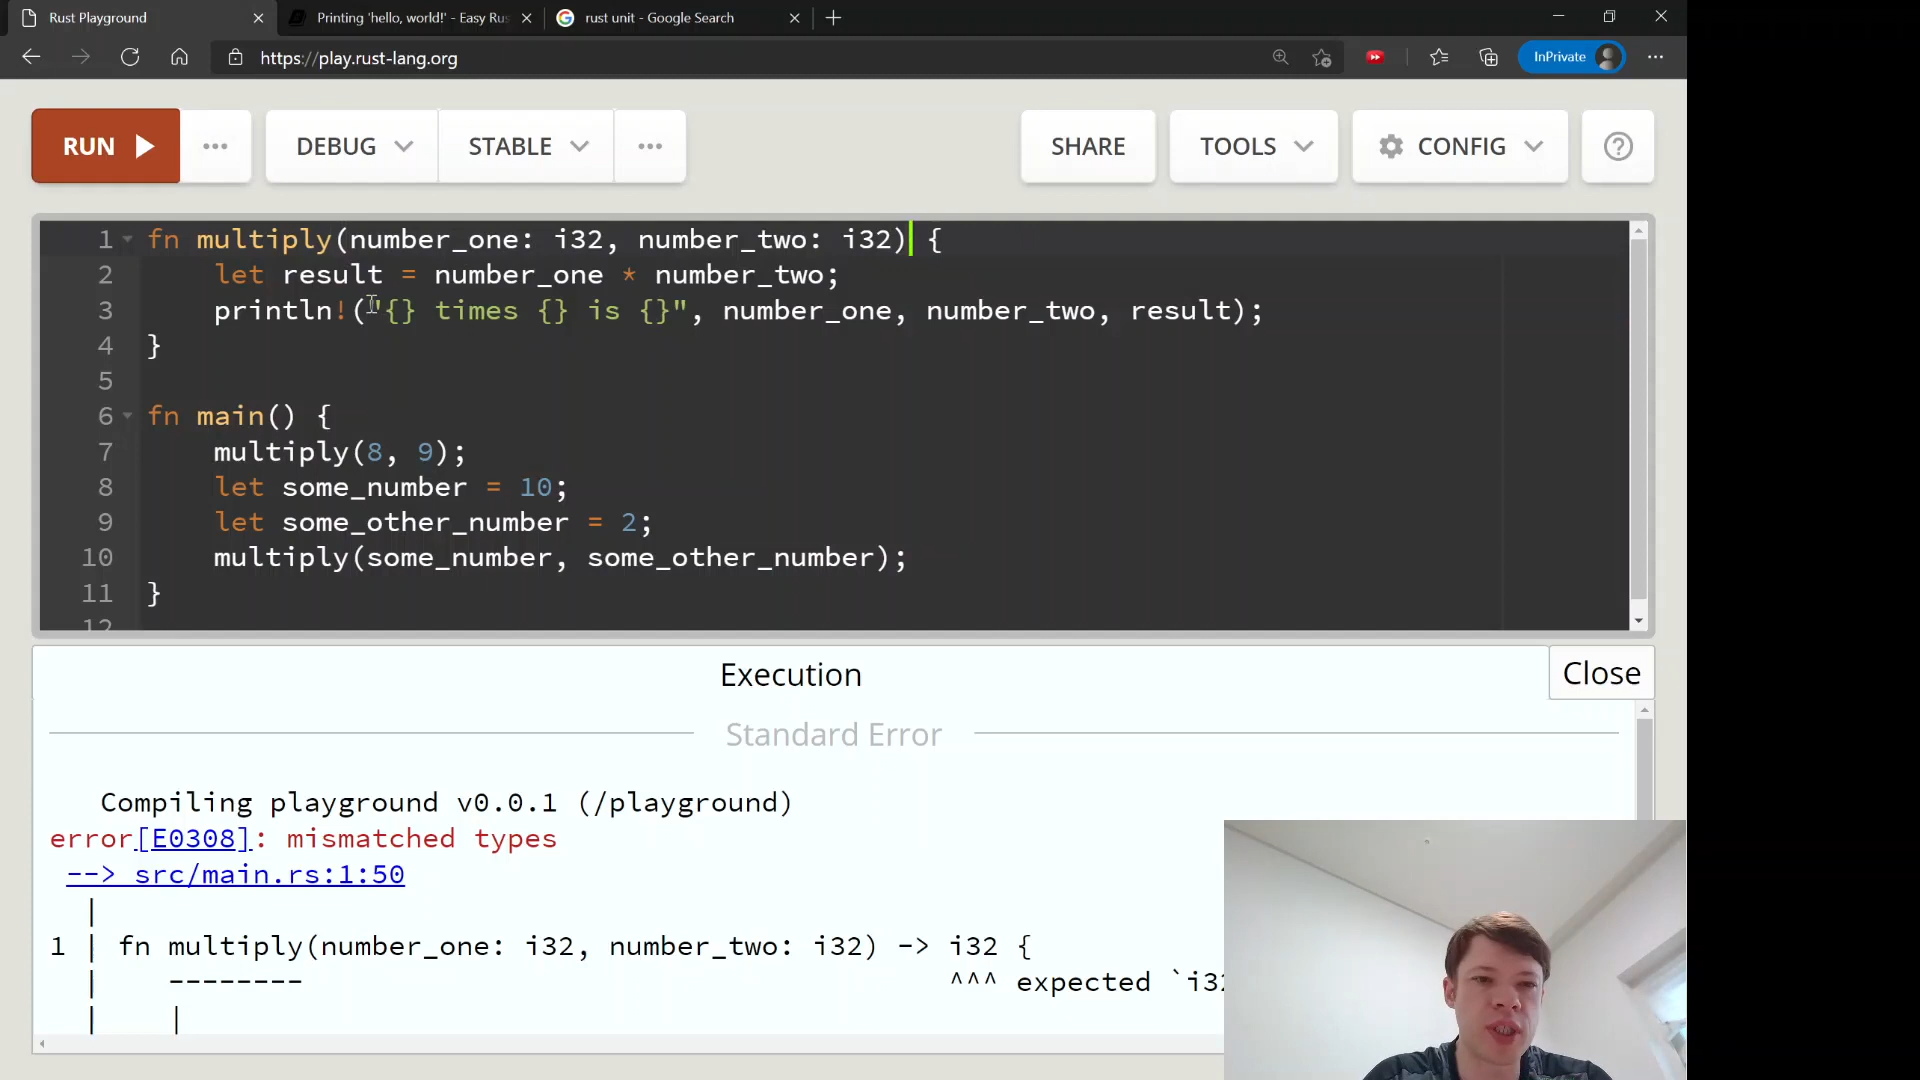 Rust Playground
Printing 'hello, world!' - Easy Rus
rust unit - Google Search
https://play.rust-lang.org
InPrivate
RUN
DEBUG
STABLE
SHARE
TOOLS
CONFIG
1 fn multiply(number_one: i32, number_two: i32) {
2 let result = number_one * number_two;
3 println!("{} times {} is {}", number_one, number_two, result);
4 }
5
6 fn main() {
7 multiply(8, 9);
8 let some_number = 10;
9 let some_other_number = 2;
10 multiply(some_number, some_other_number);
11 }
12
Execution
Close
Standard Error
Compiling playground v0.0.1 (/playground)
error[E0308]: mismatched types
--> src/main.rs:1:50
|
1 | fn multiply(number_one: i32, number_two: i32) -> i32 {
| -------- ^^^ expected `i32
| |